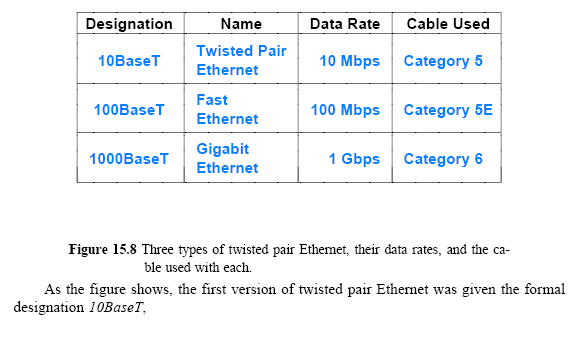 Designation Name Data Rate Cable Used
10BaseT Twisted Pair Ethernet 10 Mbps Category 5
100BaseT Fast Ethernet 100 Mbps Category 5E
1000BaseT Gigabit Ethernet 1 Gbps Category 6
Figure 15.8 Three types of twisted pair Ethernet, their data rates, and the ca-
ble used with each.
As the figure shows, the first version of twisted pair Ethernet was given the formal
designation 10BaseT,